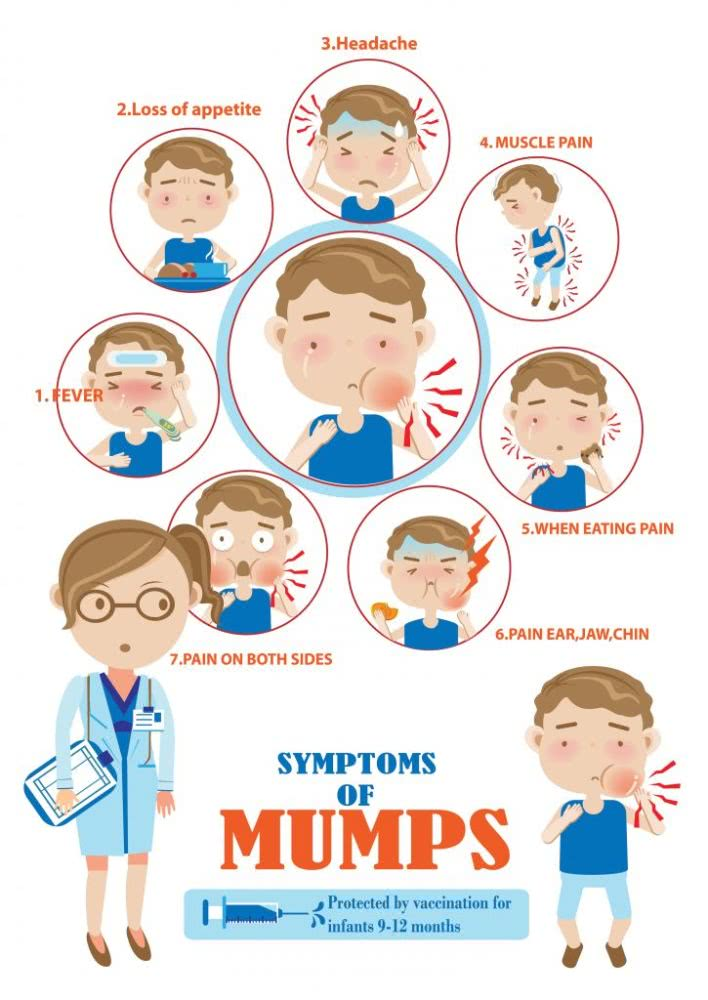 3.Headache
2.Loss of appetite
4. MUSCLE PAIN
1. FEVER
5.WHEN EATING PAIN
6.PAIN EAR,JAW,CHIN
7.PAIN ON BOTH SIDES
SYMPTOMS
OF
MUMPS
Protected by vaccination for
infants 9-12 months